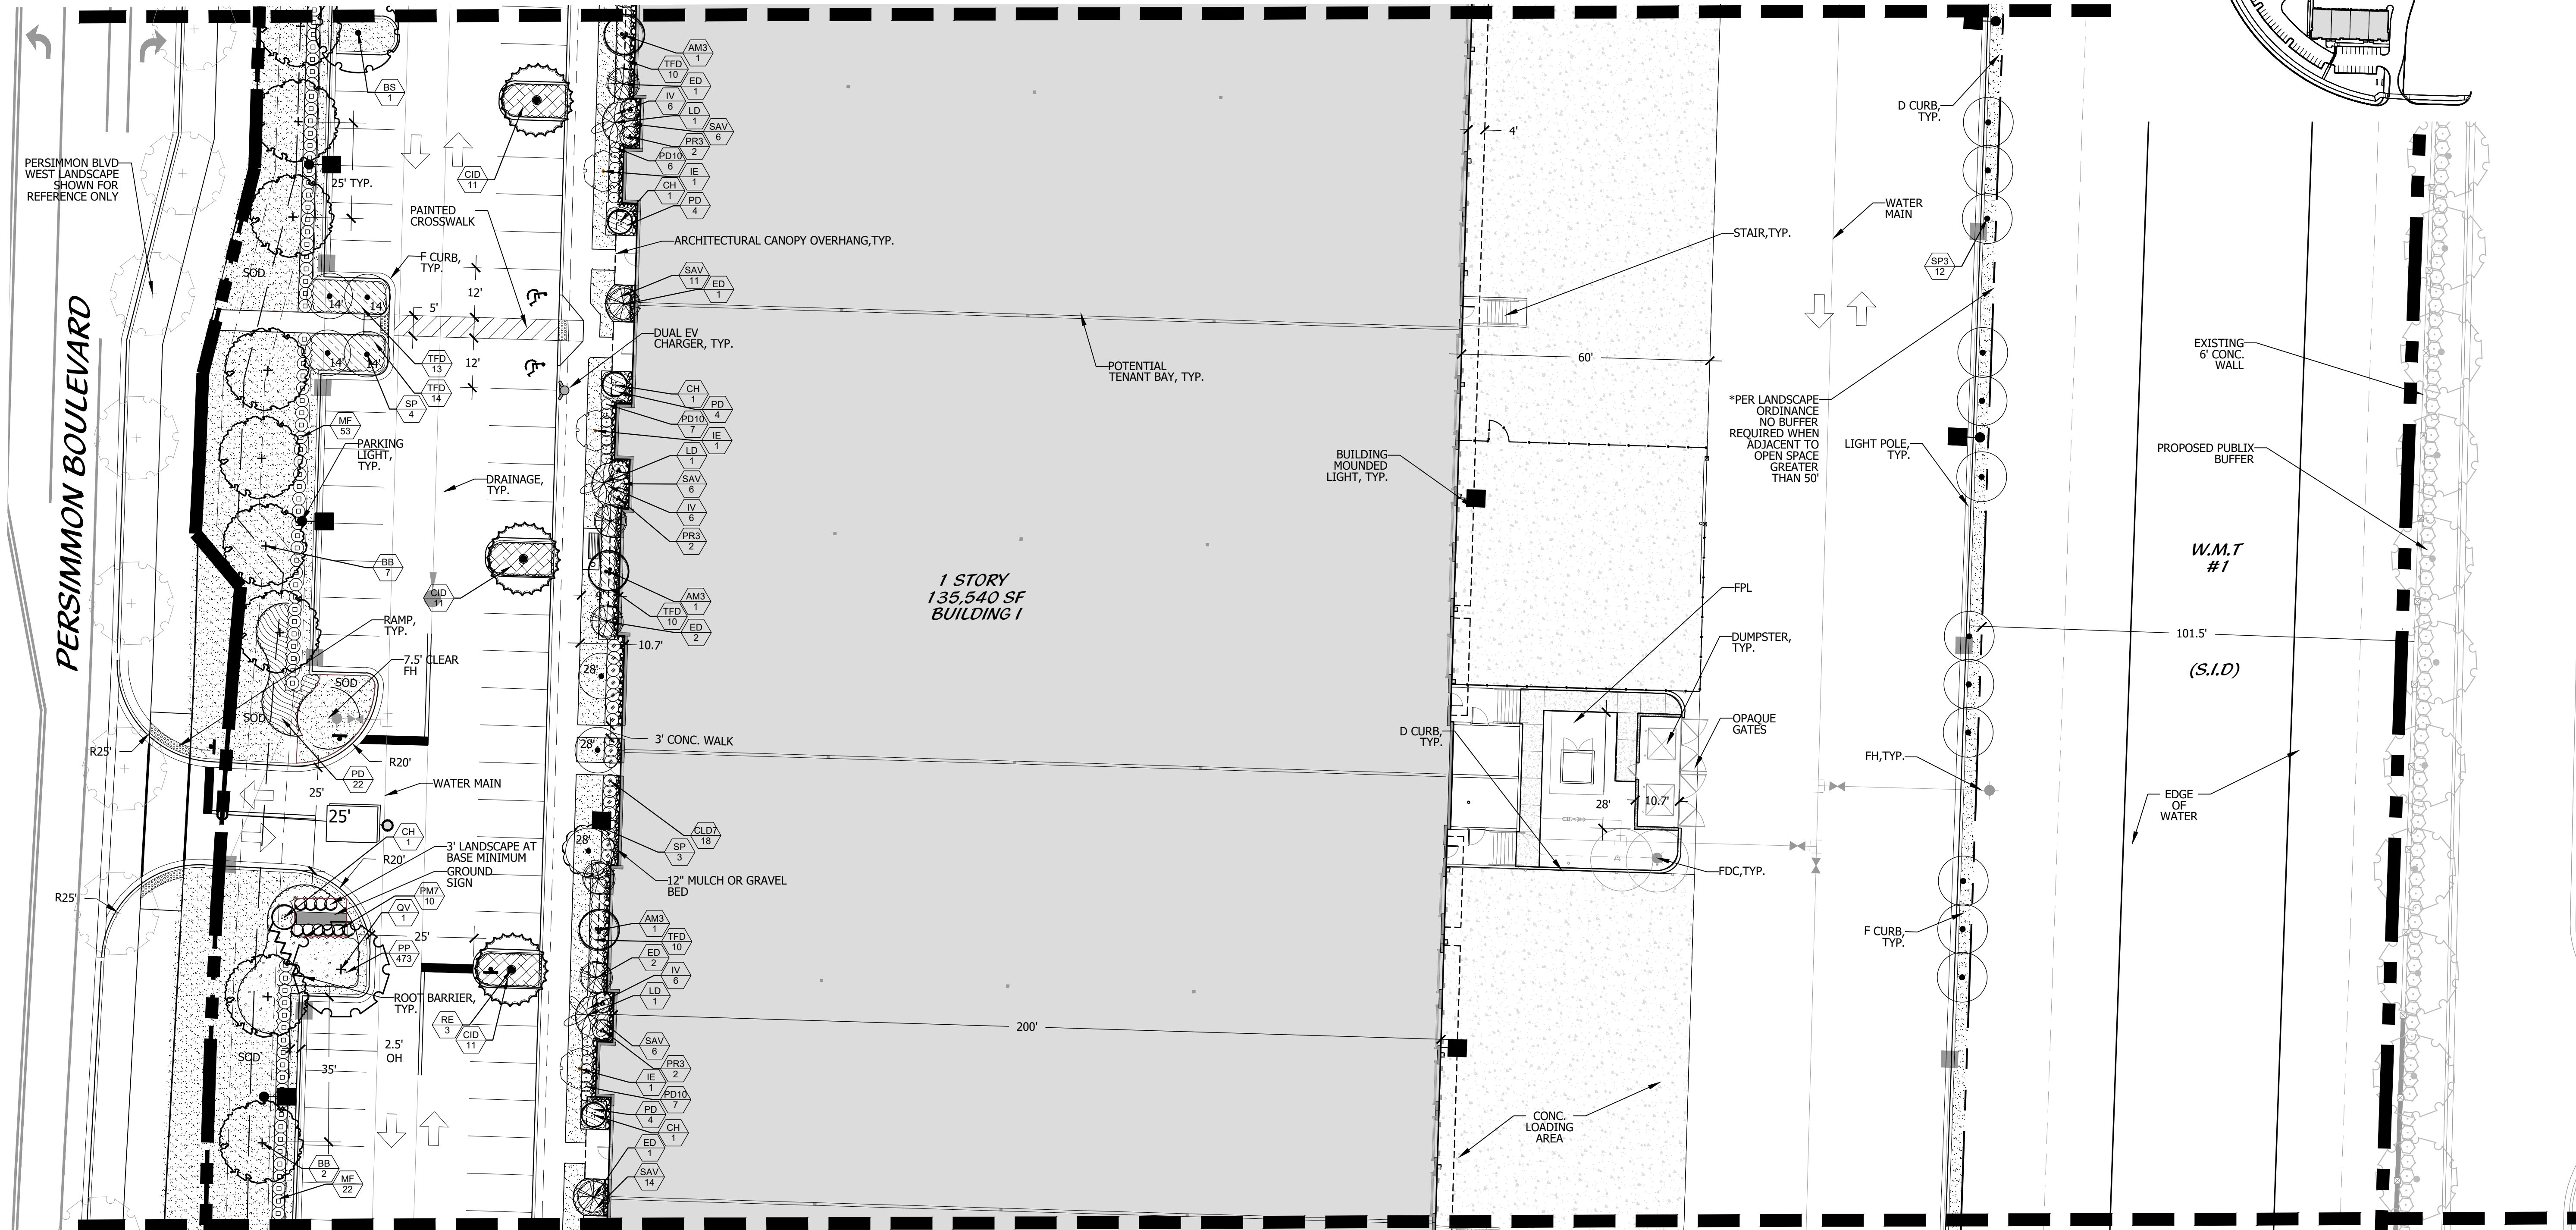 PERSIMMON BLVD
WEST LANDSCAPE
SHOWN FOR
REFERENCE ONLY
PERSIMMON BOULEVARD
BS
1
25' TYP.
CID
11
PAINTED
CROSSWALK
SOD
F CURB,
TYP.
12'
5'
12'
14'
14'
14'
14'
TFD
13
TFD
14
SP
4
MF
53
PARKING
LIGHT,
TYP.
DRAINAGE,
TYP.
BB
7
CID
11
RAMP,
TYP.
7.5' CLEAR
FH
SOD
SOD
R25'
R20'
PD
22
WATER MAIN
25'
25'
CH
1
R20'
3' LANDSCAPE AT
BASE MINIMUM
GROUND
SIGN
R25'
PM7
10
QV
1
25'
PP
473
ROOT BARRIER,
TYP.
RE
3
CID
11
2.5'
OH
SOD
35'
BB
2
MF
22
AM3
1
TFD
10
ED
1
IV
6
LD
1
SAV
6
PR3
2
PD10
6
IE
1
CH
1
PD
4
ARCHITECTURAL CANOPY OVERHANG,TYP.
SAV
11
ED
1
DUAL EV
CHARGER, TYP.
POTENTIAL
TENANT BAY, TYP.
CH
1
PD
4
PD10
7
IE
1
LD
1
SAV
6
IV
6
PR3
2
AM3
1
TFD
10
ED
2
10.7'
28'
28'
3' CONC. WALK
28'
CLD7
18
SP
3
12" MULCH OR GRAVEL
BED
AM3
1
TFD
10
ED
2
IV
6
LD
1
SAV
6
PR3
2
IE
1
PD10
7
PD
4
CH
1
ED
1
SAV
14
1 STORY
135,540 SF
BUILDING I
200'
4'
STAIR,TYP.
60'
BUILDING
MOUNDED
LIGHT, TYP.
FPL
DUMPSTER,
TYP.
OPAQUE
GATES
D CURB,
TYP.
28'
10.7'
FDC,TYP.
CONC.
LOADING
AREA
D CURB,
TYP.
WATER
MAIN
SP3
12
*PER LANDSCAPE
ORDINANCE
NO BUFFER
REQUIRED WHEN
ADJACENT TO
OPEN SPACE
GREATER
THAN 50'
LIGHT POLE,
TYP.
FH,TYP.
F CURB,
TYP.
EXISTING
6' CONC.
WALL
PROPOSED PUBLIX
BUFFER
W.M.T
#1
101.5'
(S.I.D)
EDGE
OF
WATER